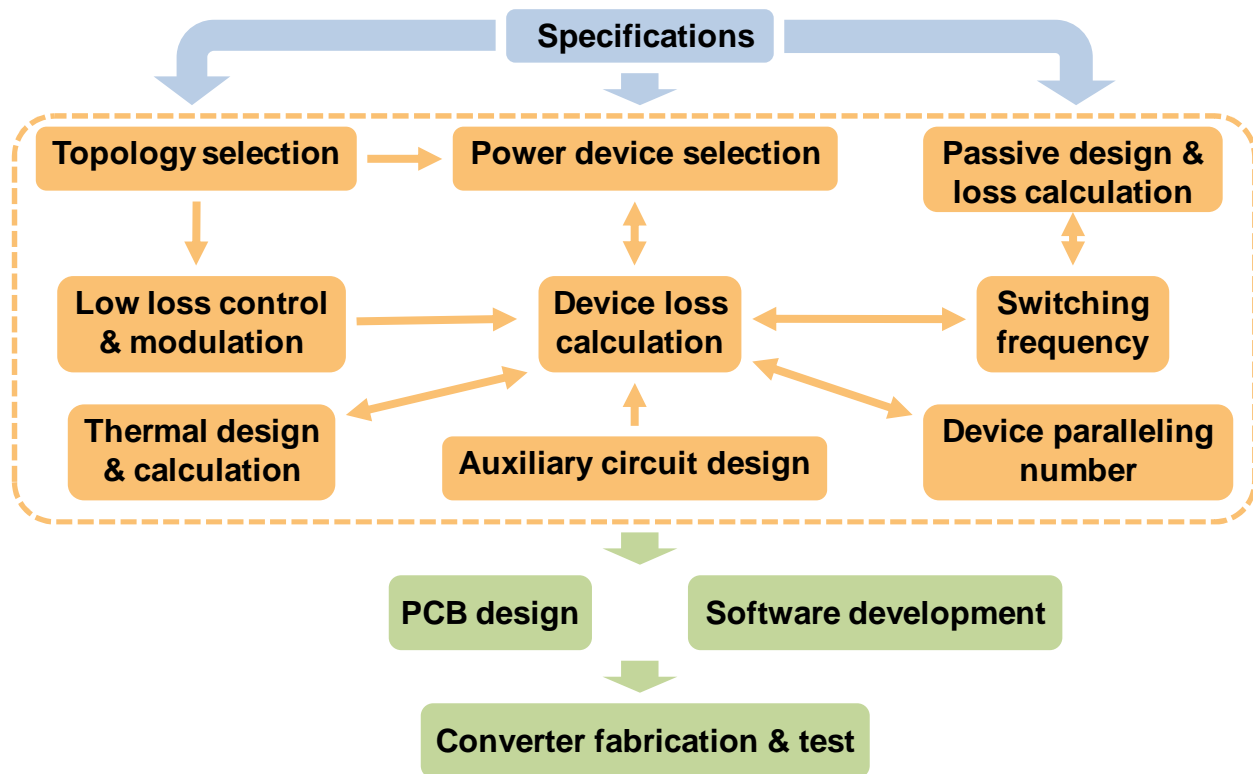 Specifications
Topology selection
Power device selection
Passive design &
loss calculation
Low loss control
& modulation
Device loss
calculation
Switching
frequency
Thermal design
& calculation
Auxiliary circuit design
Device paralleling
number
PCB design
Software development
Converter fabrication & test